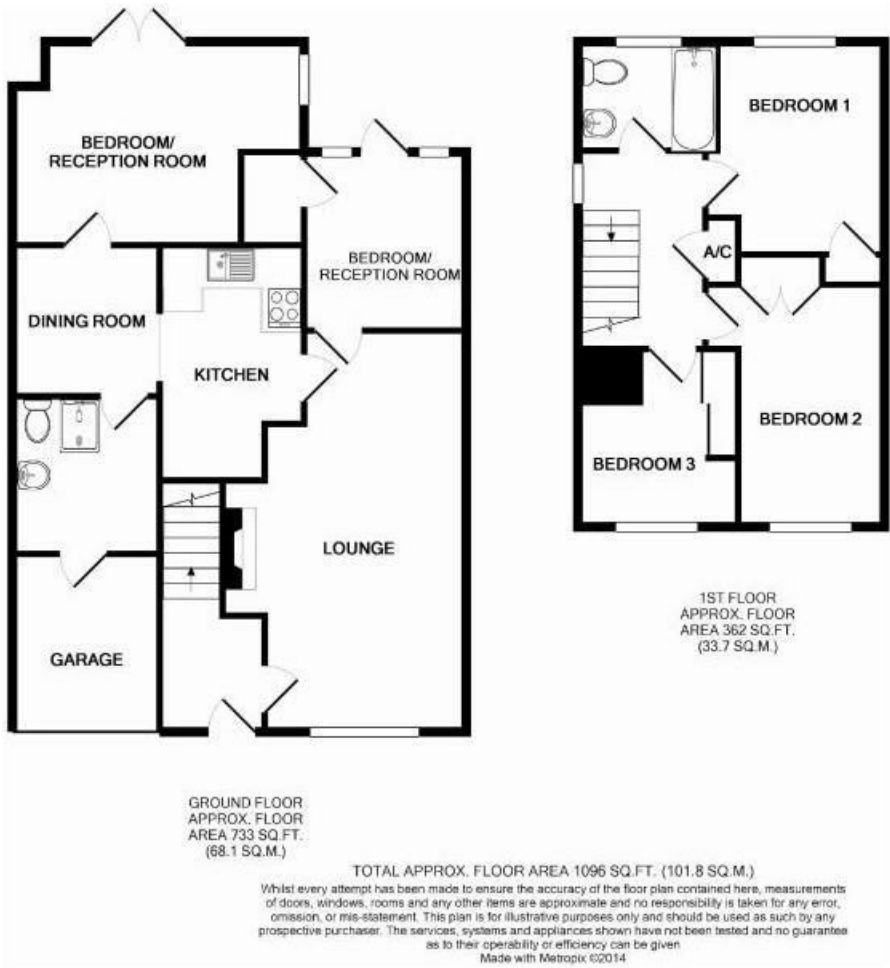 BEDROOM/
RECEPTION ROOM
BEDROOM/
RECEPTION ROOM
DINING ROOM
KITCHEN
LOUNGE
GARAGE
GROUND FLOOR
APPROX. FLOOR
AREA 733 SQ.FT.
(68.1 SQ.M.)
BEDROOM 1
A/C
BEDROOM 2
BEDROOM 3
1ST FLOOR
APPROX. FLOOR
AREA 362 SQ.FT.
(33.7 SQ.M.)
TOTAL APPROX. FLOOR AREA 1096 SQ.FT. (101.8 SQ.M.)
Whilst every attempt has been made to ensure the accuracy of the floor plan contained here, measurements
of doors, windows, rooms and any other items are approximate and no responsibility is taken for any error,
omission, or mis-statement. This plan is for illustrative purposes only and should be used as such by any
prospective purchaser. The services, systems and appliances shown have not been tested and no guarantee
as to their operability or efficiency can be given
Made with Metropix ©2014